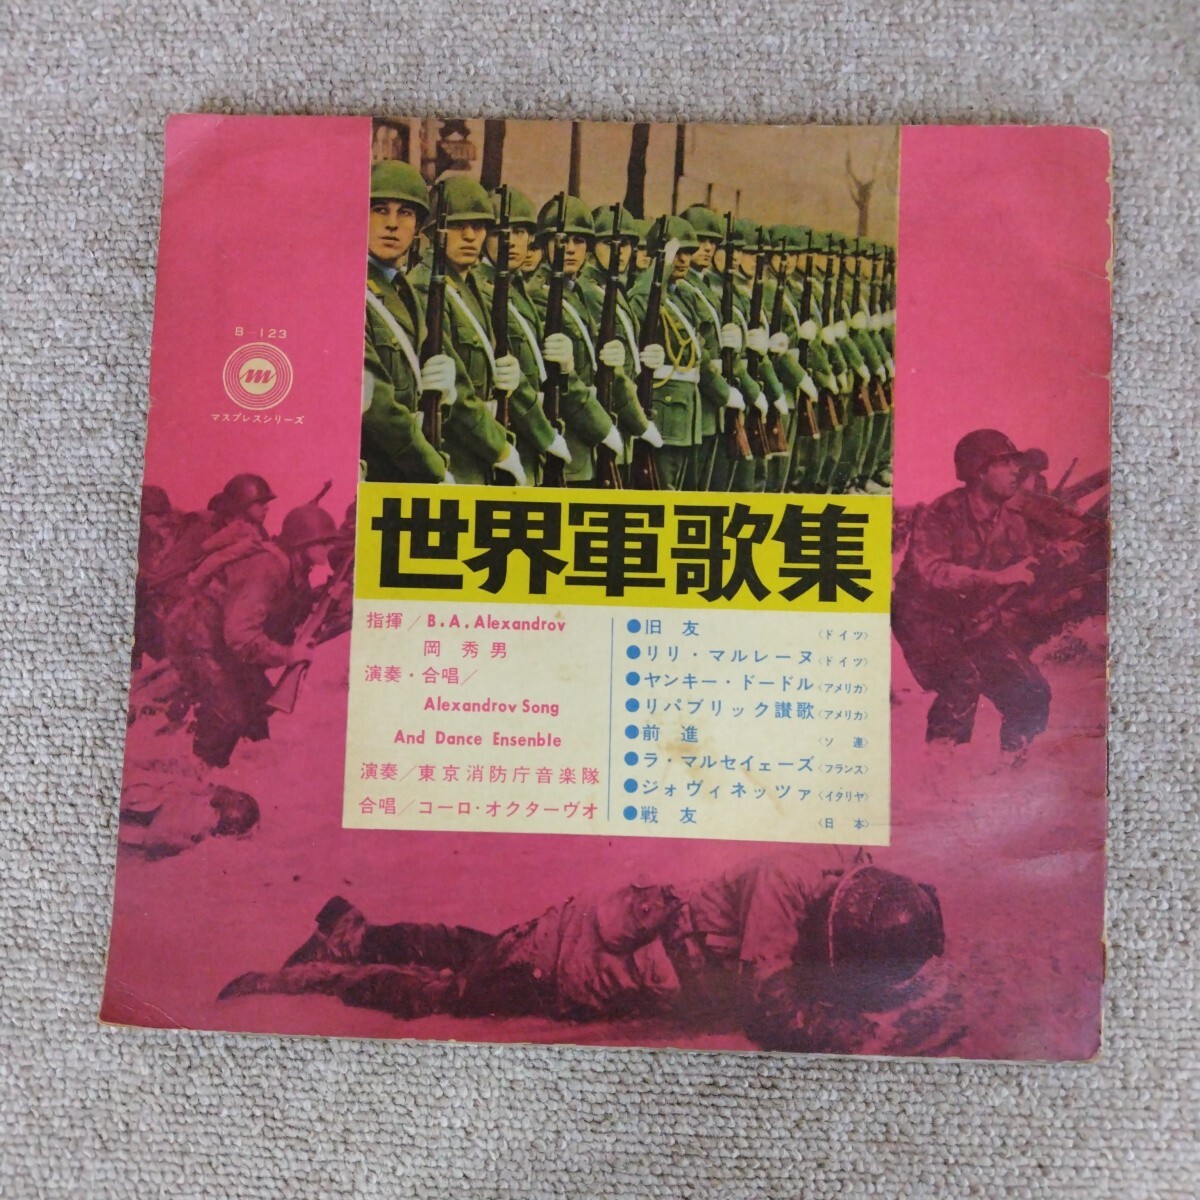 B-123
m
マスプレスシリーズ
世界軍歌集
指揮／B.A.Alexandrov
岡秀男
演奏・合唱／
Alexandrov Song
And Dance Ensenble
演奏／東京消防庁音楽隊
合唱／コーロ・オクターヴオ
●旧友〈ドイツ〉
●リリ・マルレーヌ〈ドイツ〉
●ヤンキー・ドードル〈アメリカ〉
●リパブリック讃歌〈アメリカ〉
●前進〈ソ連〉
●ラ・マルセイェーズ〈フランス〉
●ジォヴィネッツァ〈イタリヤ〉
●戦友〈日本〉